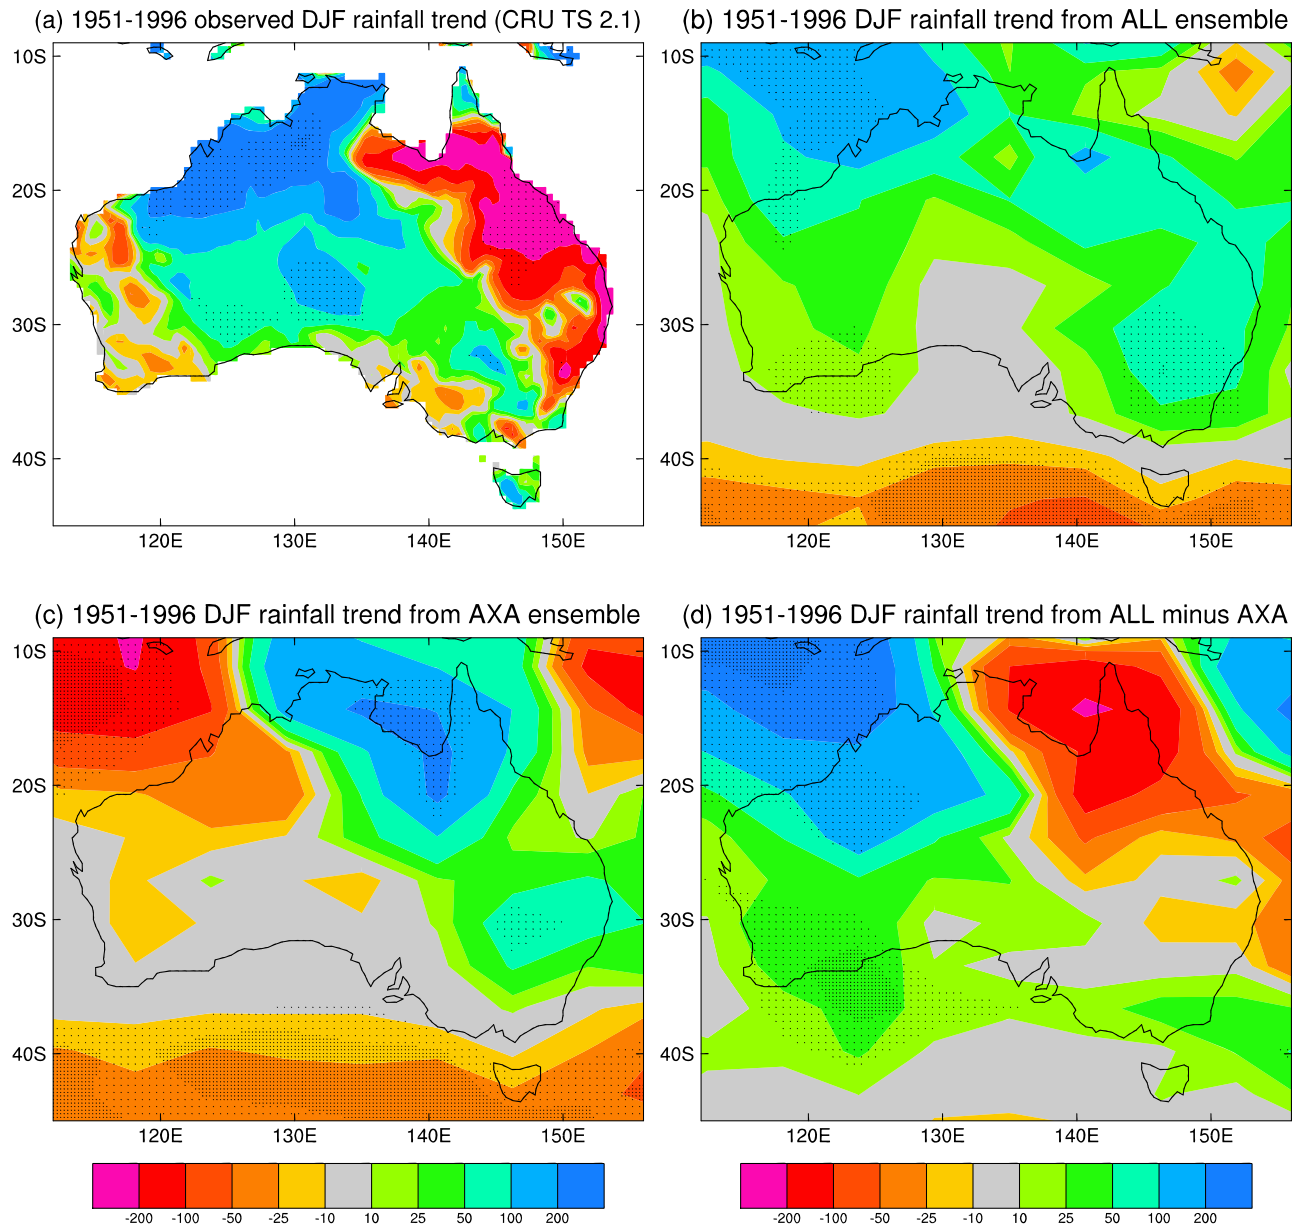 (a) 1951-1996 observed DJF rainfall trend (CRU TS 2.1)
10S
20S
30S
40S
120E 130E 140E 150E
(b) 1951-1996 DJF rainfall trend from ALL ensemble
10S
20S
30S
40S
120E 130E 140E 150E
(c) 1951-1996 DJF rainfall trend from AXA ensemble
10S
20S
30S
40S
120E 130E 140E 150E
(d) 1951-1996 DJF rainfall trend from ALL minus AXA
10S
20S
30S
40S
120E 130E 140E 150E
-200 -100 -50 -25 -10 10 25 50 100 200
-200 -100 -50 -25 -10 10 25 50 100 200